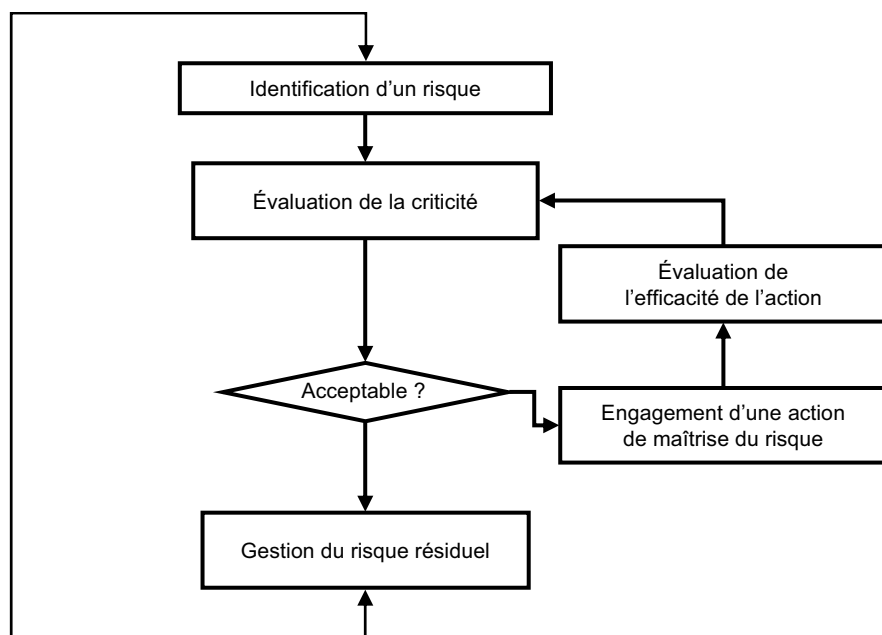 Identification d’un risque
Évaluation de la criticité
Évaluation de
l’efficacité de l’action
Acceptable ?
Engagement d’une action
de maîtrise du risque
Gestion du risque résiduel